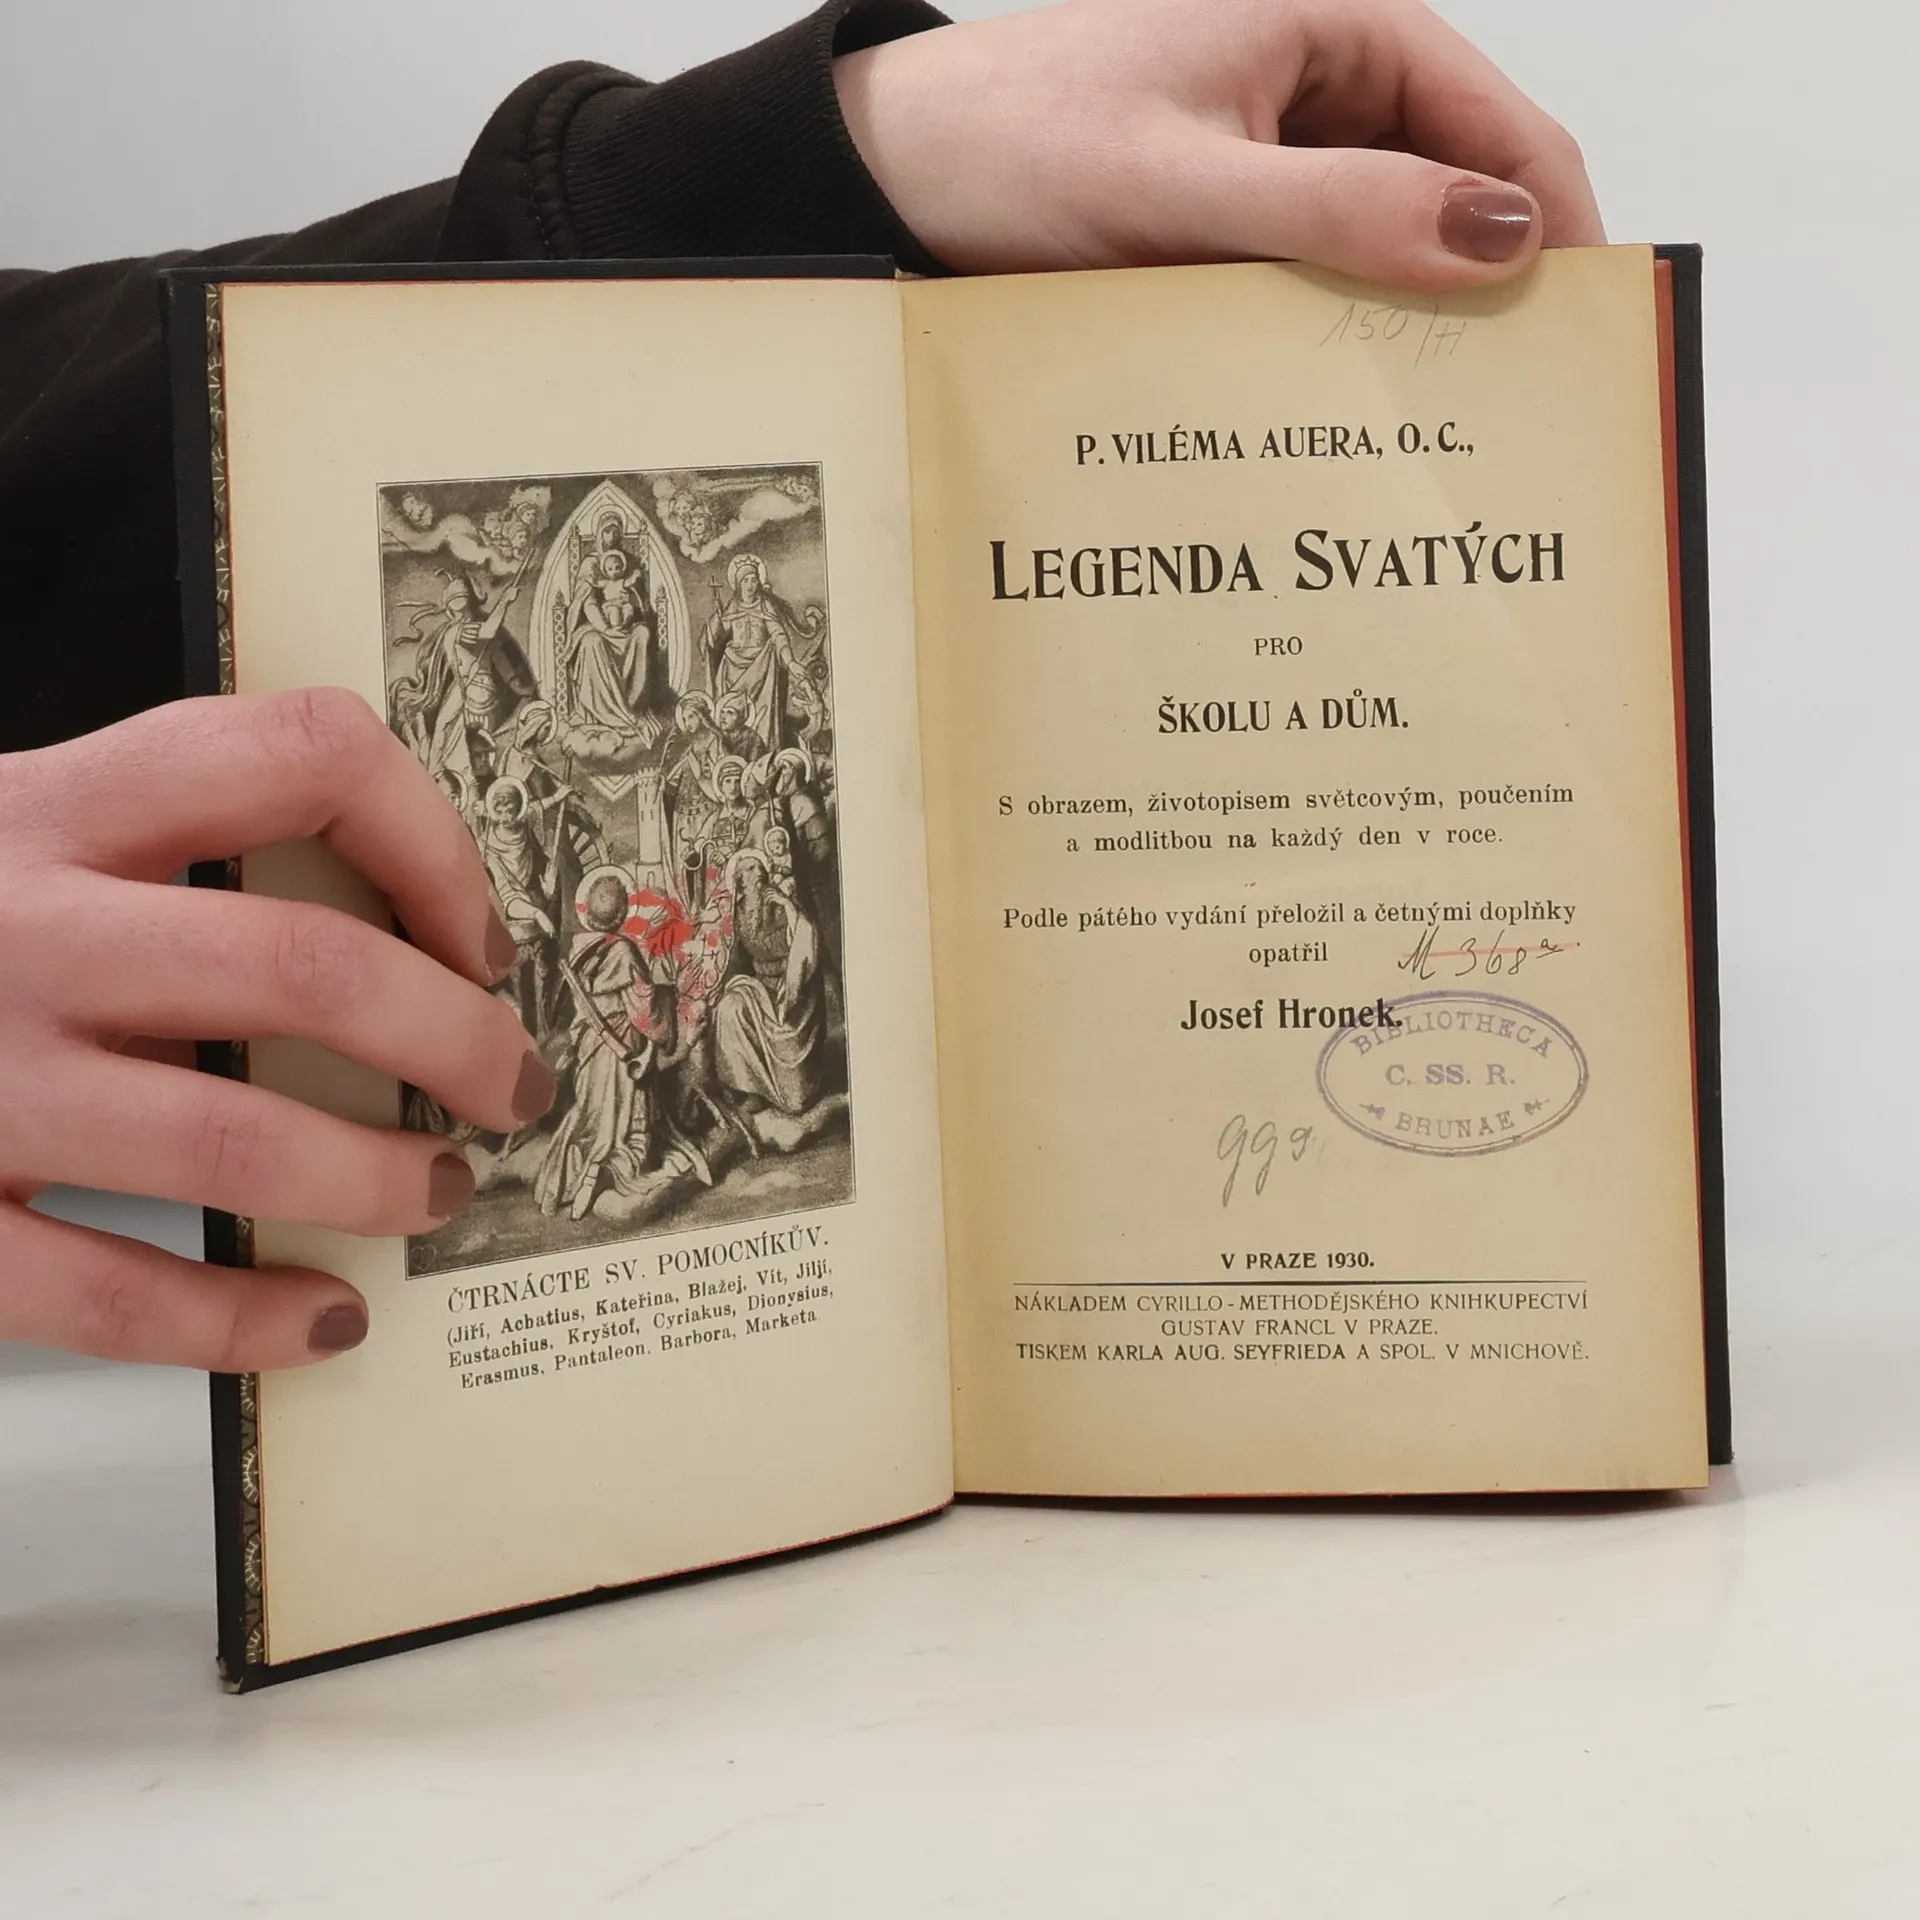 ČTRNÁCTE SV. POMOCNÍKŮV.
(Jiří, Achatius, Kateřina, Blažej, Vít, Jiljí,
Eustachius, Kryštof, Cyriakus, Dionysius,
Erasmus, Pantaleon, Barbora, Marketa
150/H
P. VILÉMA AUERA, O. C.,
LEGENDA SVATÝCH
PRO
ŠKOLU A DŮM.
S obrazem, životopisem světcovým, poučením
a modlitbou na každý den v roce.
Podle pátého vydání přeložil a četnými doplňky
opatřil
M 368 a
Josef Hronek.
BIBLIOTHECA
C. SS. R.
BRUNAE
V PRAZE 1930.
NÁKLADEM CYRILLO-METHODĚJSKÉHO KNIHKUPECTVÍ
GUSTAV FRANCL V PRAZE.
TISKEM KARLA AUG. SEYFRIEDA A SPOL. V MNICHOVĚ.